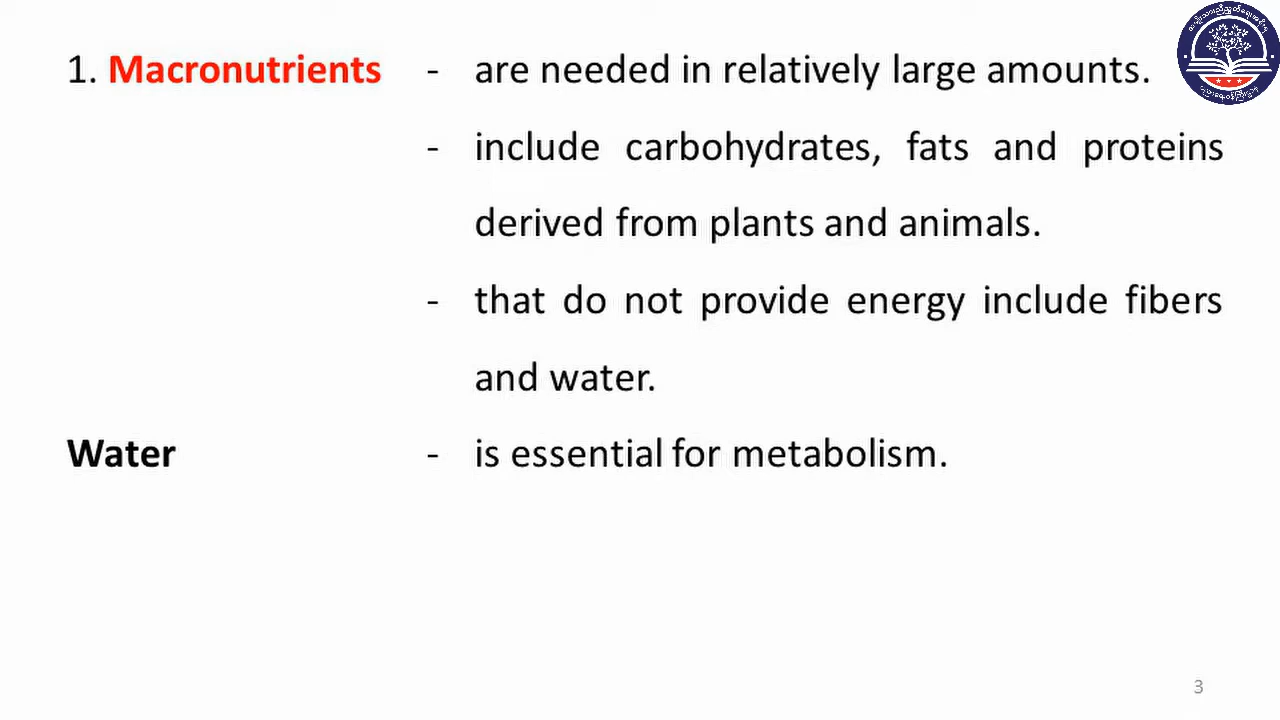 1. Macronutrients - are needed in relatively large amounts.
- include carbohydrates, fats and proteins
derived from plants and animals.
- that do not provide energy include fibers
and water.
Water - is essential for metabolism.
3